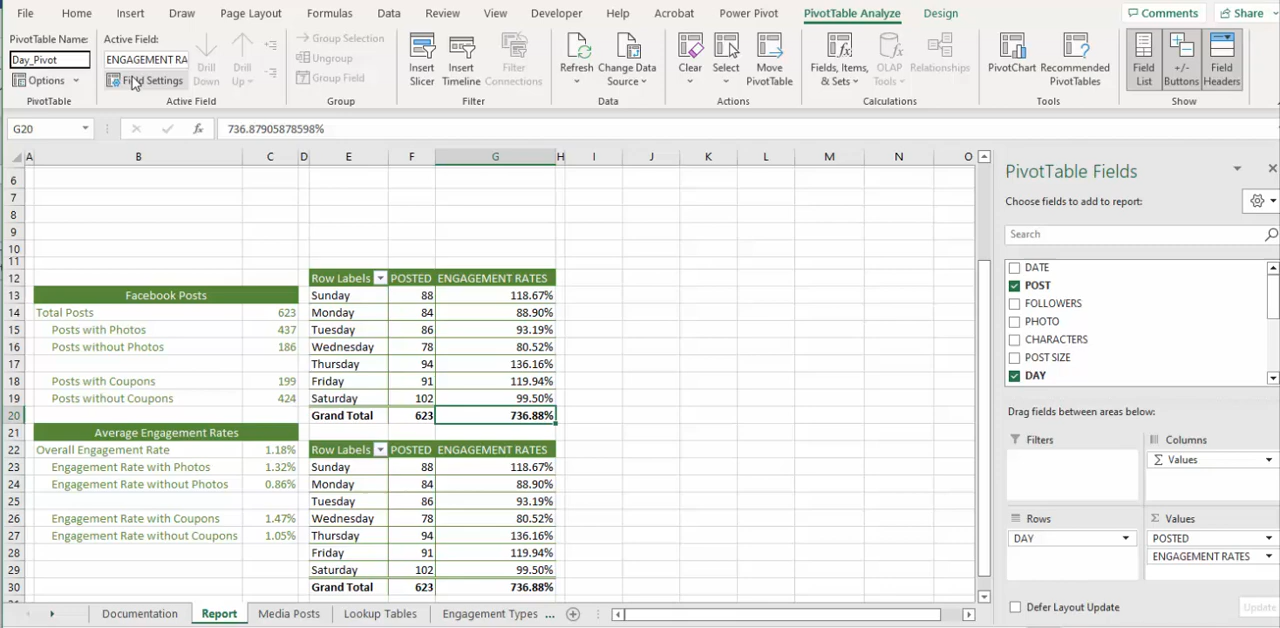 File Home Insert Draw Page Layout Formulas Data Review View Developer Help Acrobat Power Pivot PivotTable Analyze Design Comments Share
PivotTable Name:
Day_Pivot
Options
PivotTable
Active Field:
ENGAGEMENT RA
Field Settings
Drill Down
Drill Up
Active Field
Group Selection
Ungroup
Group Field
Group
Insert Slicer
Insert Timeline
Filter Connections
Filter
Refresh
Change Data Source
Data
Clear
Select
Move PivotTable
Actions
Fields, Items, & Sets
OLAP Tools
Relationships
Calculations
PivotChart
Recommended PivotTables
Tools
Field List
+/- Buttons
Field Headers
Show
G20 fx 736.87905878598%
A B C D E F G H I J K L M N O
6
7
8
9
10
11
12 Row Labels POSTED ENGAGEMENT RATES
13 Facebook Posts Sunday 88 118.67%
14 Total Posts 623 Monday 84 88.90%
15 Posts with Photos 437 Tuesday 86 93.19%
16 Posts without Photos 186 Wednesday 78 80.52%
17 Thursday 94 136.16%
18 Posts with Coupons 199 Friday 91 119.94%
19 Posts without Coupons 424 Saturday 102 99.50%
20 Grand Total 623 736.88%
21 Average Engagement Rates
22 Overall Engagement Rate 1.18% Row Labels POSTED ENGAGEMENT RATES
23 Engagement Rate with Photos 1.32% Sunday 88 118.67%
24 Engagement Rate without Photos 0.86% Monday 84 88.90%
25 Tuesday 86 93.19%
26 Engagement Rate with Coupons 1.47% Wednesday 78 80.52%
27 Engagement Rate without Coupons 1.05% Thursday 94 136.16%
28 Friday 91 119.94%
29 Saturday 102 99.50%
30 Grand Total 623 736.88%
Documentation Report Media Posts Lookup Tables Engagement Types ...
PivotTable Fields
Choose fields to add to report:
Search
DATE
POST
FOLLOWERS
PHOTO
CHARACTERS
POST SIZE
DAY
Drag fields between areas below:
Filters
Columns
Σ Values
Rows
DAY
Σ Values
POSTED
ENGAGEMENT RATES
Defer Layout Update
Update